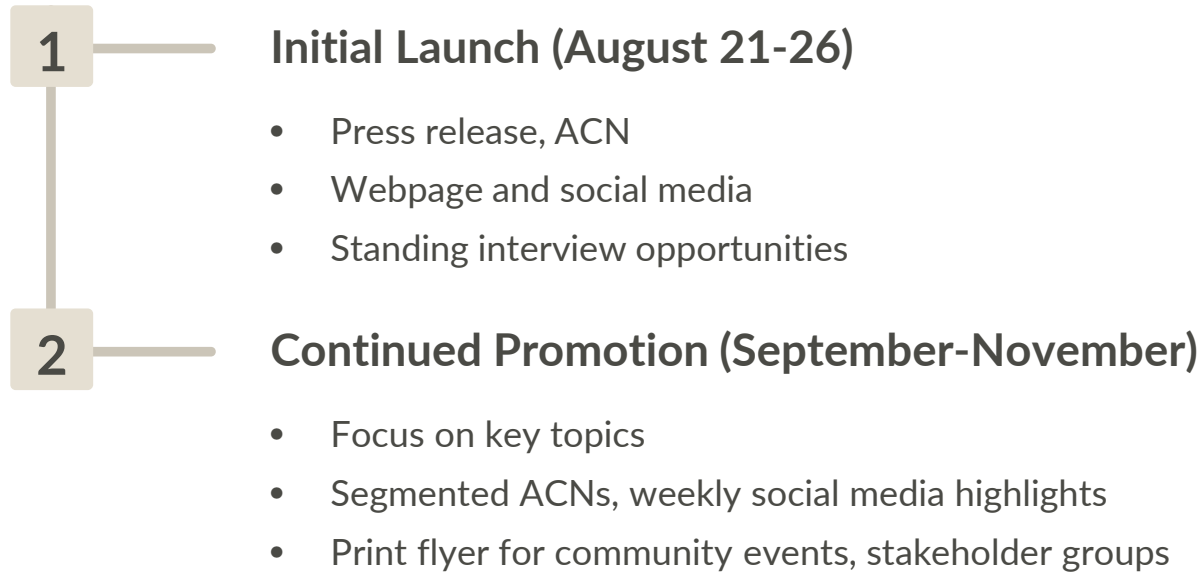 1 Initial Launch (August 21-26)
• Press release, ACN
• Webpage and social media
• Standing interview opportunities
2 Continued Promotion (September-November)
• Focus on key topics
• Segmented ACNs, weekly social media highlights
• Print flyer for community events, stakeholder groups